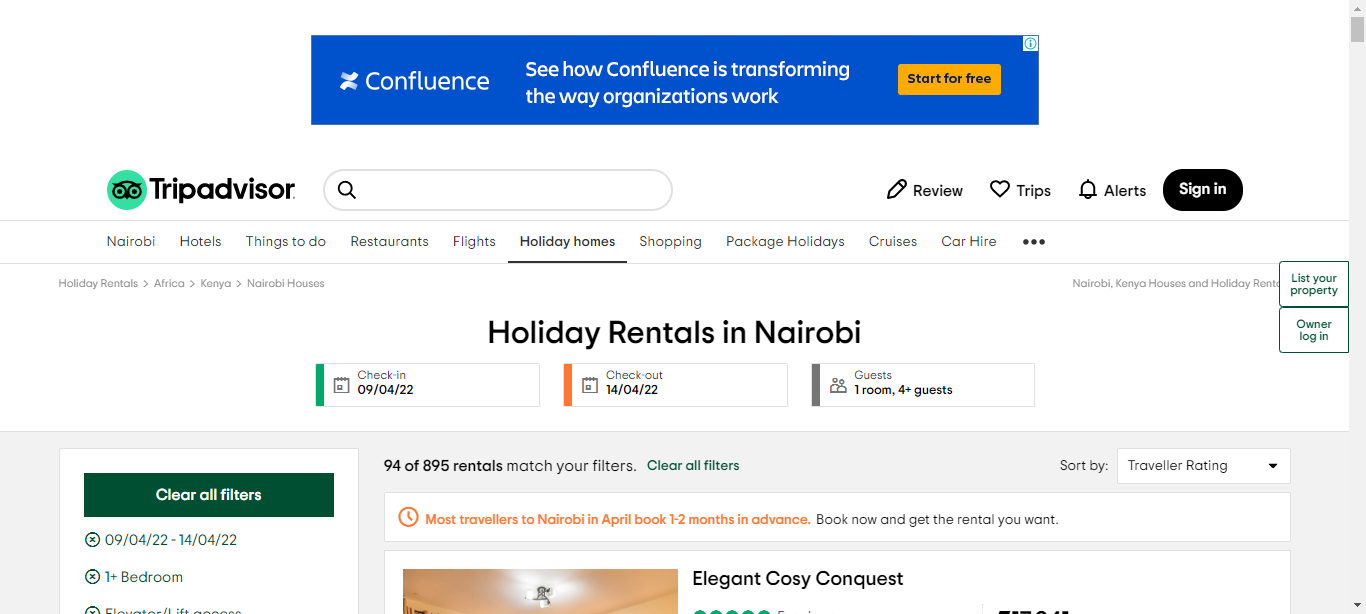 Confluence
See how Confluence is transforming
the way organizations work
Start for free
Tripadvisor
Review
Trips
Alerts
Sign in
Nairobi
Hotels
Things to do
Restaurants
Flights
Holiday homes
Shopping
Package Holidays
Cruises
Car Hire
Holiday Rentals > Africa > Kenya > Nairobi Houses
Nairobi, Kenya Houses and Holiday
List your
property
Owner
log in
Holiday Rentals in Nairobi
Check-in
09/04/22
Check-out
14/04/22
Guests
1 room, 4+ guests
Clear all filters
09/04/22 - 14/04/22
1+ Bedroom
Elevator/Lift access
94 of 895 rentals match your filters. Clear all filters
Sort by: Traveller Rating
Most travellers to Nairobi in April book 1-2 months in advance. Book now and get the rental you want.
Elegant Cosy Conquest